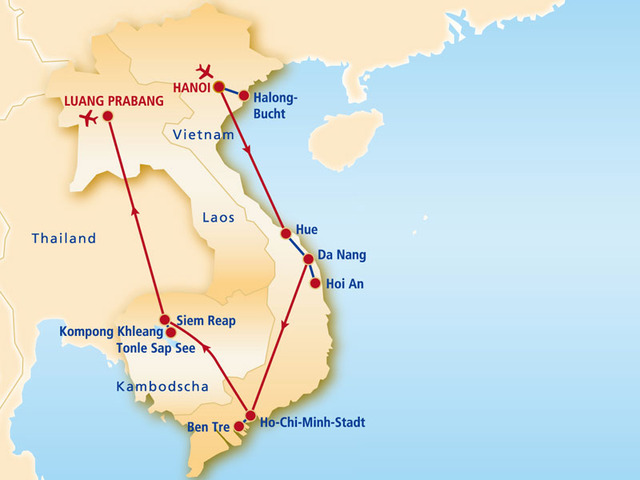 HANOI
LUANG PRABANG
Halong-
Bucht
Vietnam
Laos
Hue
Thailand
Da Nang
Hoi An
Siem Reap
Kompong Khleang
Tonle Sap See
Kambodscha
Ho-Chi-Minh-Stadt
Ben Tre